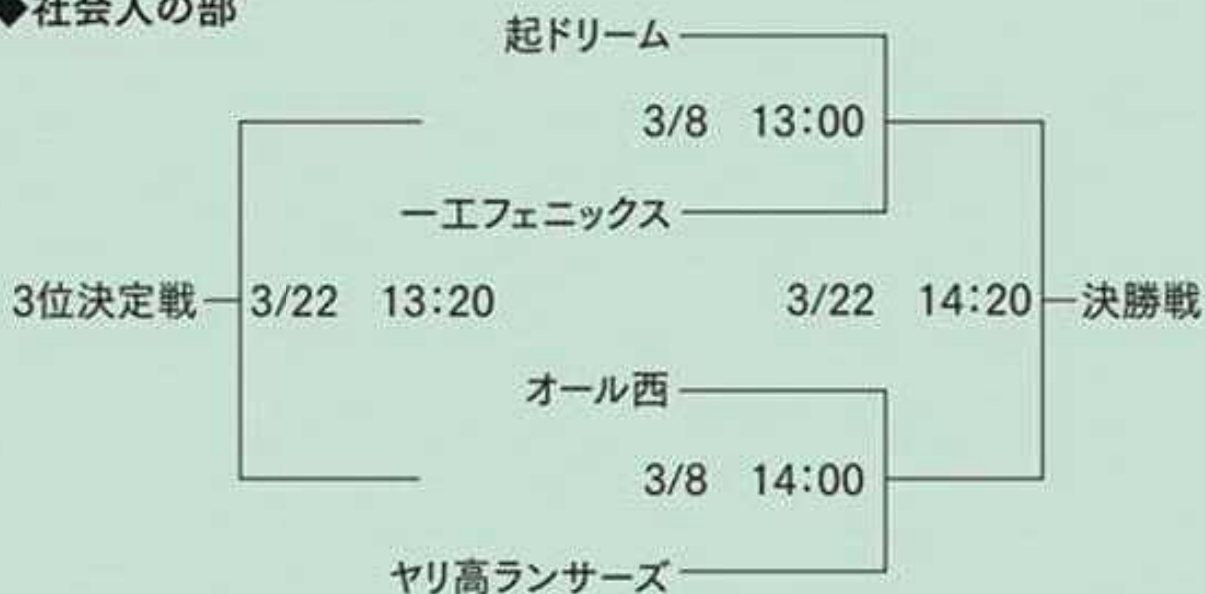 ◆社会人の部
起ドリーム
3/8 13:00
一工フェニックス
3位決定戦 3/22 13:20 3/22 14:20 決勝戦
オール西
3/8 14:00
ヤリ高ランサーズ